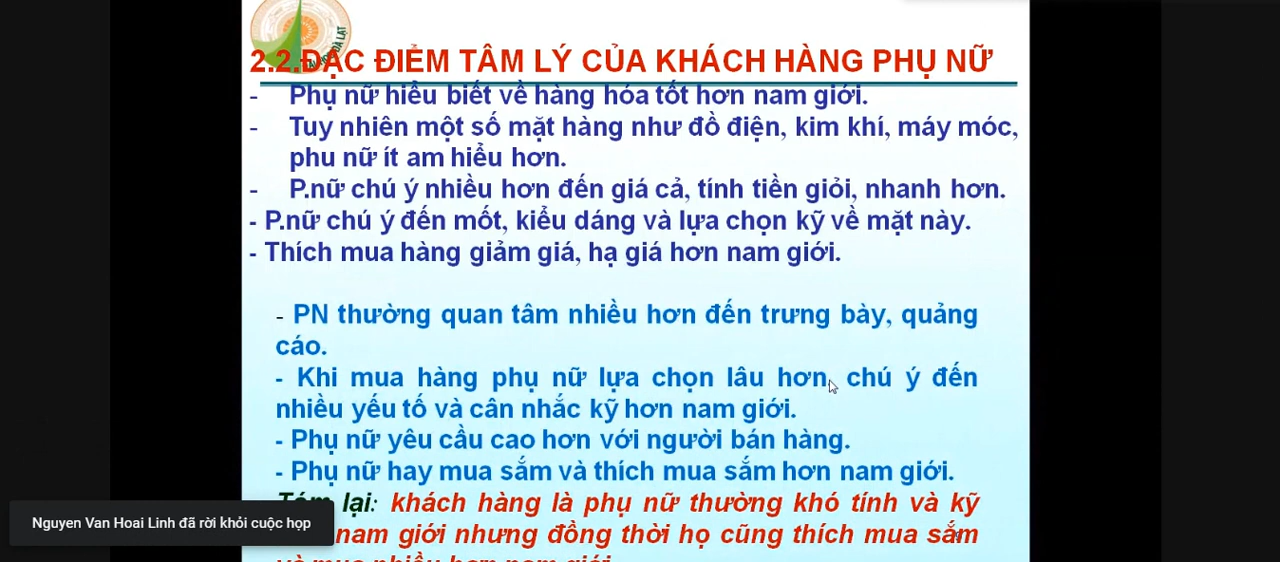 2.2.ĐẶC ĐIỂM TÂM LÝ CỦA KHÁCH HÀNG PHỤ NỮ
- Phụ nữ hiểu biết về hàng hóa tốt hơn nam giới.
- Tuy nhiên một số mặt hàng như đồ điện, kim khí, máy móc,
phu nữ ít am hiểu hơn.
- P.nữ chú ý nhiều hơn đến giá cả, tính tiền giỏi, nhanh hơn.
- P.nữ chú ý đến mốt, kiểu dáng và lựa chọn kỹ về mặt này.
- Thích mua hàng giảm giá, hạ giá hơn nam giới.
- PN thường quan tâm nhiều hơn đến trưng bày, quảng
cáo.
- Khi mua hàng phụ nữ lựa chọn lâu hơn, chú ý đến
nhiều yếu tố và cân nhắc kỹ hơn nam giới.
- Phụ nữ yêu cầu cao hơn với người bán hàng.
- Phụ nữ hay mua sắm và thích mua sắm hơn nam giới.
Tóm lại: khách hàng là phụ nữ thường khó tính và kỹ
nam giới nhưng đồng thời họ cũng thích mua sắm
và mua nhiều hơn nam giới
Nguyen Van Hoai Linh đã rời khỏi cuộc họp